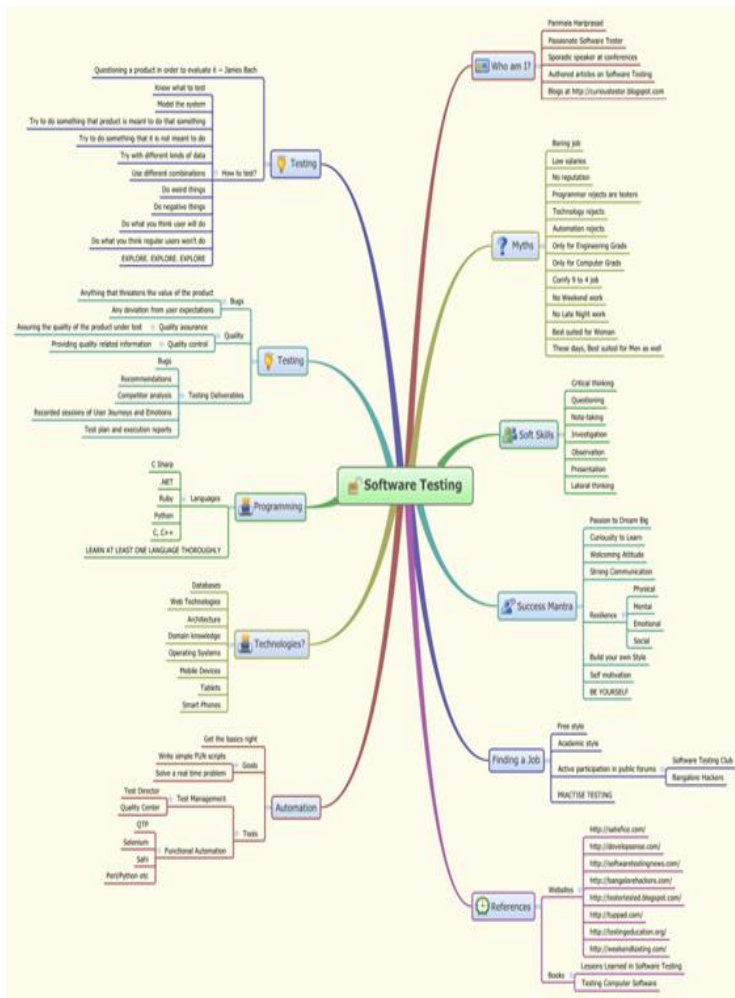 Software Testing
Who am I?
Parimala Hariprasad
Passionate Software Tester
Sporadic speaker at conferences
Authored articles on Software Testing
Blogs at http://curioustester.blogspot.com
Myths
Boring job
Low salaries
No reputation
Programmer rejects are testers
Technology rejects
Automation rejects
Only for Engineering Grads
Only for Computer Grads
Comfy 9 to 4 job
No Weekend work
No Late Night work
Best suited for Woman
These days, Best suited for Men as well
Soft Skills
Critical thinking
Questioning
Note-taking
Investigation
Observation
Presentation
Lateral thinking
Success Mantra
Passion to Dream Big
Curiousity to Learn
Welcoming Attitude
Strong Communication
Resilience
Physical
Mental
Emotional
Social
Build your own Style
Self motivation
BE YOURSELF
Finding a Job
Free style
Academic style
Active participation in public forums
Software Testing Club
Bangalore Hackers
PRACTISE TESTING
References
Websites
http://satisfice.com/
http://developsense.com/
http://softwaretestingnews.com/
http://bangalorehackers.com/
http://testertested.blogspot.com/
http://tuppad.com/
http://testingeducation.org/
http://weekendtesting.com/
Books
Lessons Learned in Software Testing
Testing Computer Software
Testing
Questioning a product in order to evaluate it – James Bach
How to test?
Know what to test
Model the system
Try to do something that product is meant to do that something
Try to do something that it is not meant to do
Try with different kinds of data
Use different combinations
Do weird things
Do negative things
Do what you think user will do
Do what you think regular users won't do
EXPLORE. EXPLORE. EXPLORE
Testing
Bugs
Anything that threatens the value of the product
Any deviation from user expectations
Quality
Quality assurance
Assuring the quality of the product under test
Quality control
Providing quality related information
Testing Deliverables
Bugs
Recommendations
Competitor analysis
Recorded sessions of User Journeys and Emotions
Test plan and execution reports
Programming
Languages
C Sharp
.NET
Ruby
Python
C, C++
LEARN AT LEAST ONE LANGUAGE THOROUGHLY
Technologies?
Databases
Web Technologies
Architecture
Domain knowledge
Operating Systems
Mobile Devices
Tablets
Smart Phones
Automation
Get the basics right
Goals
Write simple FUN scripts
Solve a real time problem
Tools
Test Management
Test Director
Quality Center
Functional Automation
QTP
Selenium
Sahi
Perl/Python etc